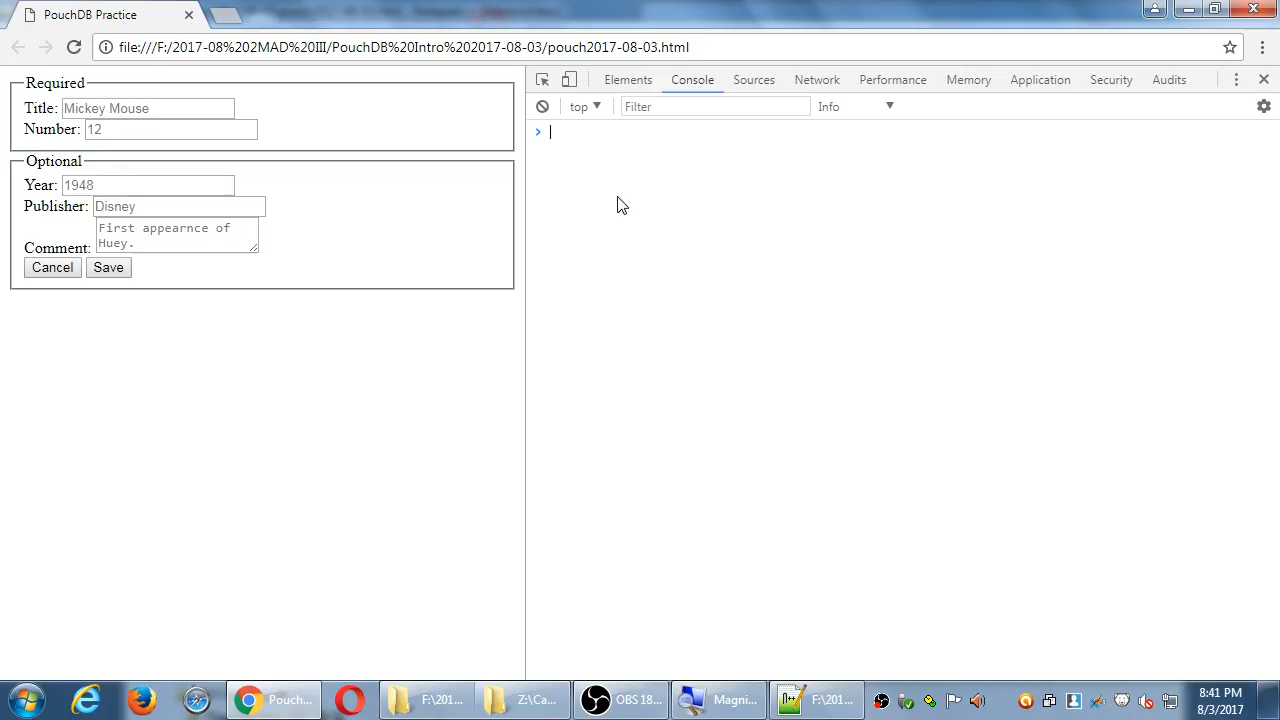 PouchDB Practice
file:///F:/2017-08%202MAD%20III/PouchDB%20Intro%202017-08-03/pouch2017-08-03.html
Required
Title: Mickey Mouse
Number: 12
Optional
Year: 1948
Publisher: Disney
Comment: First appearnce of
Huey.
Cancel Save
Elements Console Sources Network Performance Memory Application Security Audits
top Filter Info
Pouch... F:\201... Z:\Ca... OBS 18... Magni... F:\201...
8:41 PM
8/3/2017